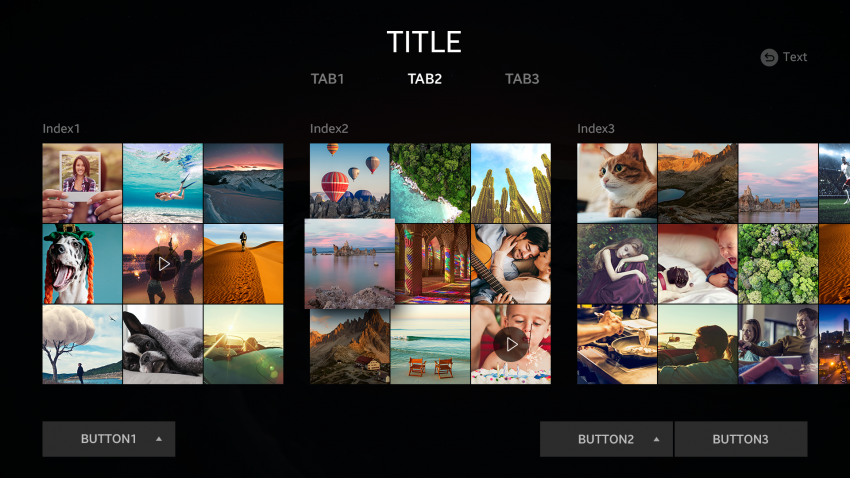 TITLE
Text
TAB1 TAB2 TAB3
Index1 Index2 Index3
BUTTON1 BUTTON2 BUTTON3